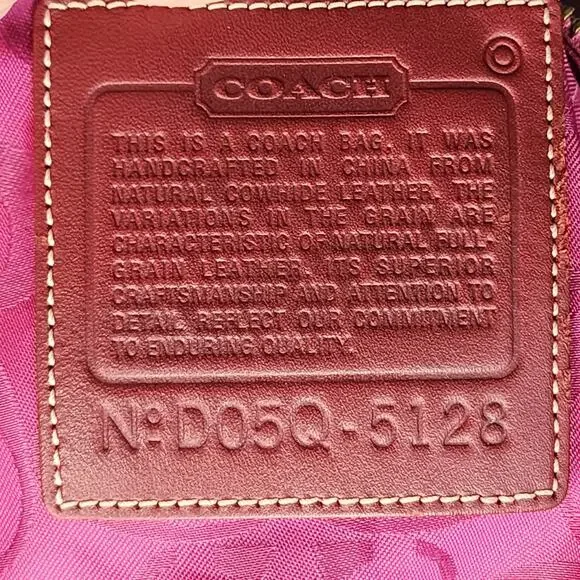 COACH
THIS IS A COACH BAG. IT WAS
HANDCRAFTED IN CHINA FROM
NATURAL COWHIDE LEATHER. THE
VARIATIONS IN THE GRAIN ARE
CHARACTERISTIC OF NATURAL FULL-
GRAIN LEATHER. ITS SUPERIOR
CRAFTSMANSHIP AND ATTENTION TO
DETAIL REFLECT OUR COMMITMENT
TO ENDURING QUALITY.
No: D05Q-5128